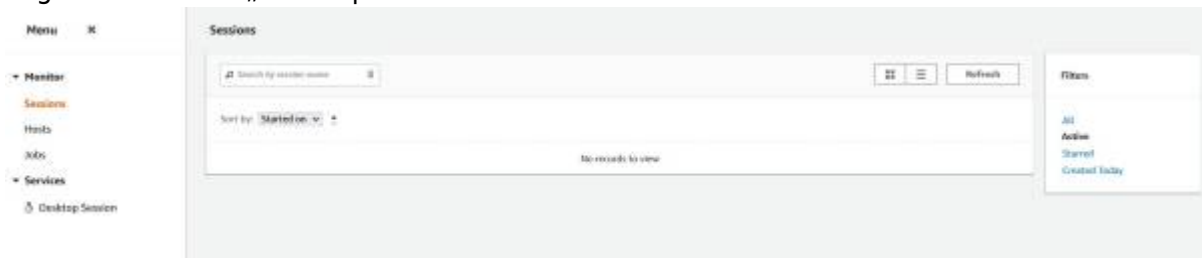 Menu
Monitor
Sessions
Hosts
Jobs
Services
Desktop Session
Sessions
Search by session name
Refresh
Sort by: Started on
No records to view
Filters
All
Active
Starred
Created Today